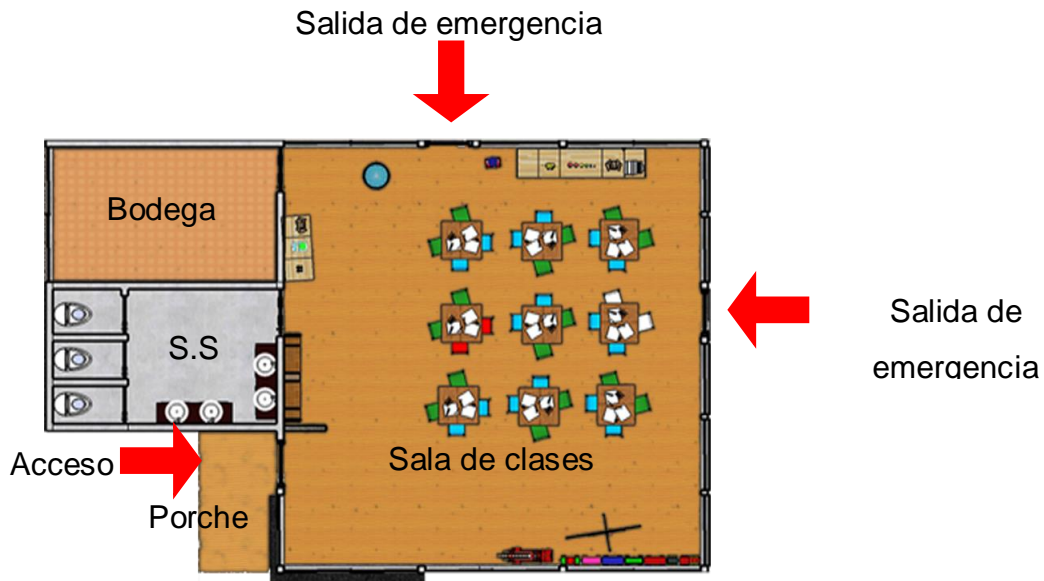 Salida de emergencia
Bodega
S.S
Salida de
emergencia
Acceso
Sala de clases
Porche